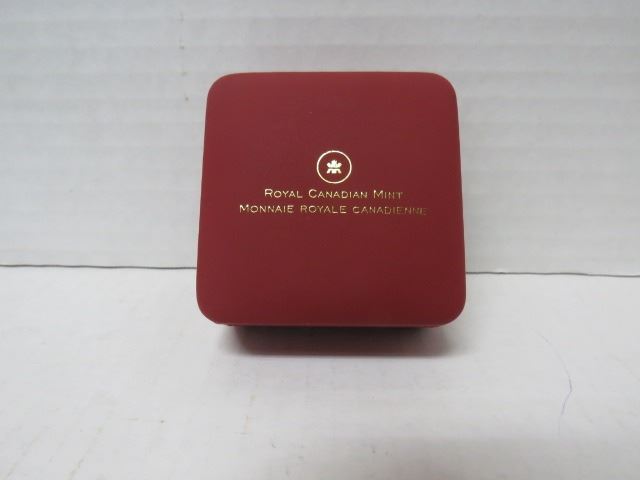 ROYAL CANADIAN MINT
MONNAIE ROYALE CANADIENNE